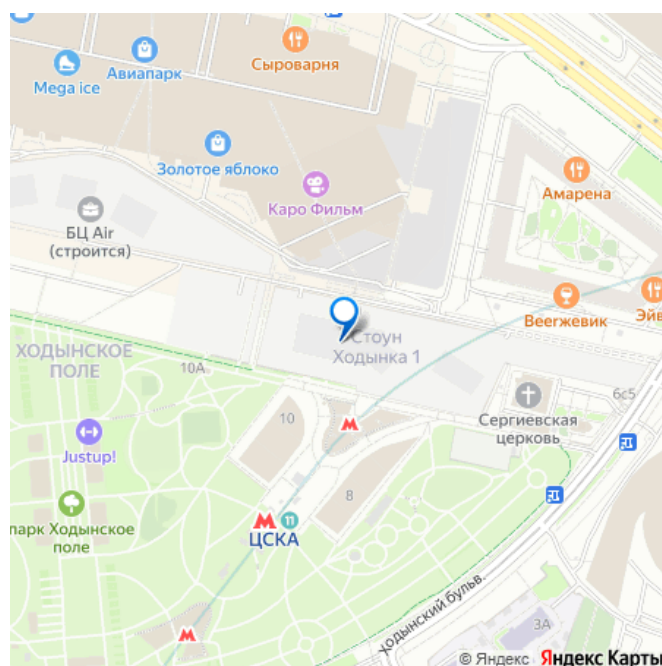 Сыроварня
Авиапарк
Mega ice
Золотое яблоко
Каро Фильм
Амарена
БЦ Air
(строится)
Beerжевик
Эйв
Стоун
Ходынка 1
ХОДЫНСКОЕ
ПОЛЕ
10А
10
6с5
Сергиевская
церковь
Justup!
8
парк Ходынское
поле
М 11
ЦСКА
Ходынский бульв.
3А
© Яндекс Яндекс Карты